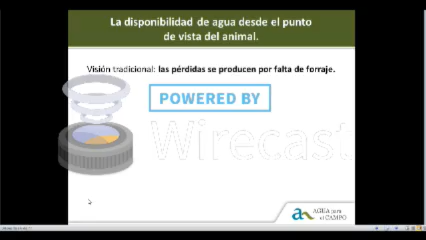 La disponibilidad de agua desde el punto
de vista del animal.
Visión tradicional: las pérdidas se producen por falta de forraje.
POWERED BY
Wirecast
AGUA para
el CAMPO